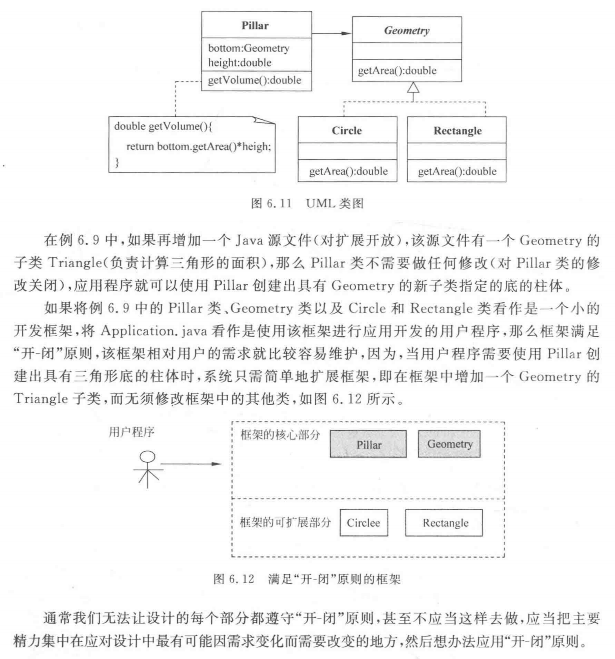 Pillar
bottom:Geometry
height:double
getVolume():double
Geometry
getArea():double
double getVolume(){
return bottom.getArea()*heigh;
}
Circle
getArea():double
Rectangle
getArea():double
图 6.11 UML 类图
在例 6.9 中,如果再增加一个 Java 源文件(对扩展开放),该源文件有一个 Geometry 的
子类 Triangle(负责计算三角形的面积),那么 Pillar 类不需要做任何修改(对 Pillar 类的修
改关闭),应用程序就可以使用 Pillar 创建出具有 Geometry 的新子类指定的底的柱体。
如果将例 6.9 中的 Pillar 类、Geometry 类以及 Circle 和 Rectangle 类看作是一个小的
开发框架,将 Application.java 看作是使用该框架进行应用开发的用户程序,那么框架满足
“开-闭”原则,该框架相对用户的需求就比较容易维护,因为,当用户程序需要使用 Pillar 创
建出具有三角形底的柱体时,系统只需简单地扩展框架,即在框架中增加一个 Geometry 的
Triangle 子类,而无须修改框架中的其他类,如图 6.12 所示。
用户程序
框架的核心部分
Pillar
Geometry
框架的可扩展部分
Circlee
Rectangle
图 6.12 满足“开-闭”原则的框架
通常我们无法让设计的每个部分都遵守“开-闭”原则,甚至不应当这样去做,应当把主要
精力集中在应对设计中最有可能因需求变化而需要改变的地方,然后想办法应用“开-闭”原则。